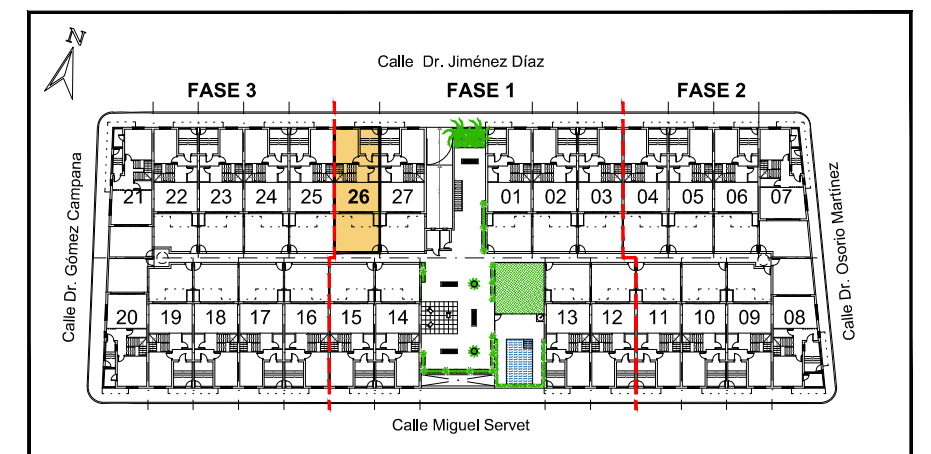 N
Calle Dr. Jiménez Díaz
FASE 3
FASE 1
FASE 2
21 22 23 24 25 26 27 01 02 03 04 05 06 07
Calle Dr. Gómez Campana
Calle Dr. Osorio Martínez
20 19 18 17 16 15 14 13 12 11 10 09 08
Calle Miguel Servet